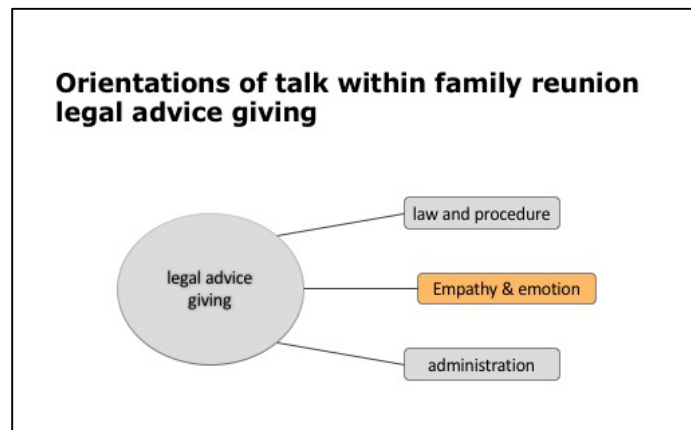 Orientations of talk within family reunion
legal advice giving
law and procedure
legal advice
giving
Empathy & emotion
administration